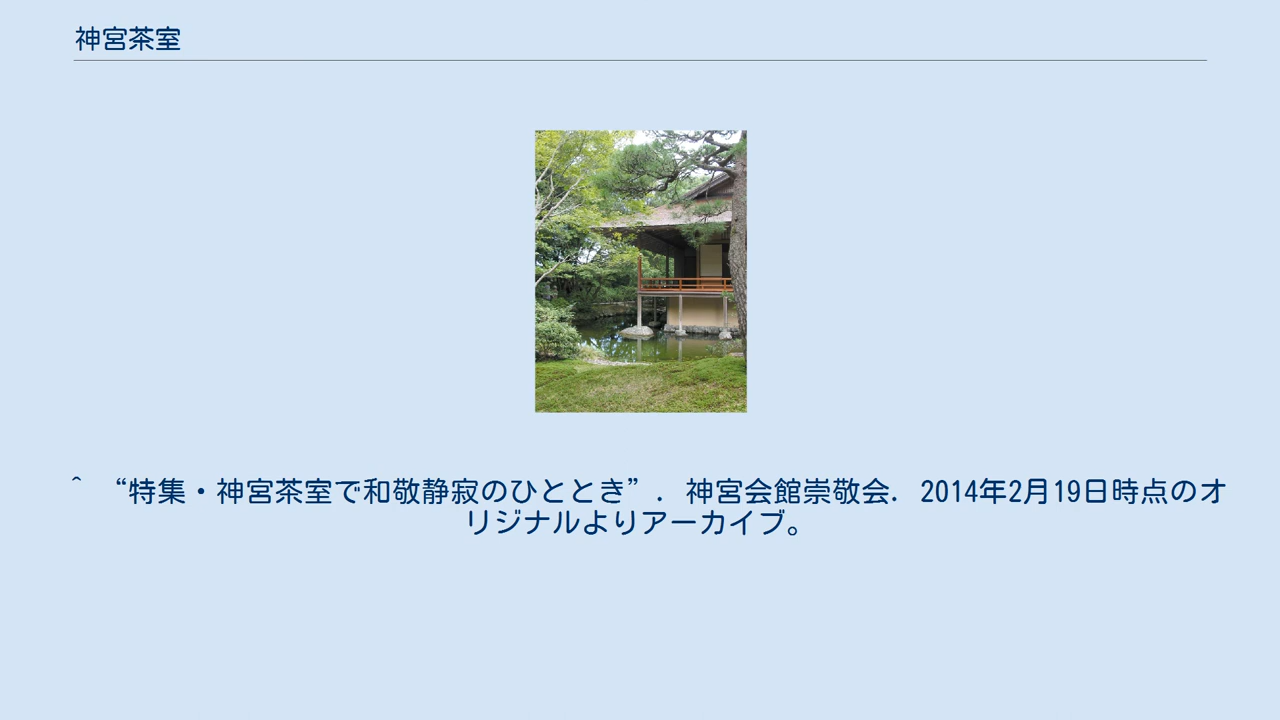 神宮茶室
^ “特集・神宮茶室で和敬静寂のひととき”. 神宮会館崇敬会. 2014年2月19日時点のオ
リジナルよりアーカイブ。